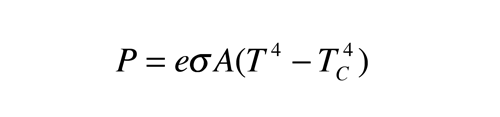 P = eσA(T⁴ − T_C⁴)